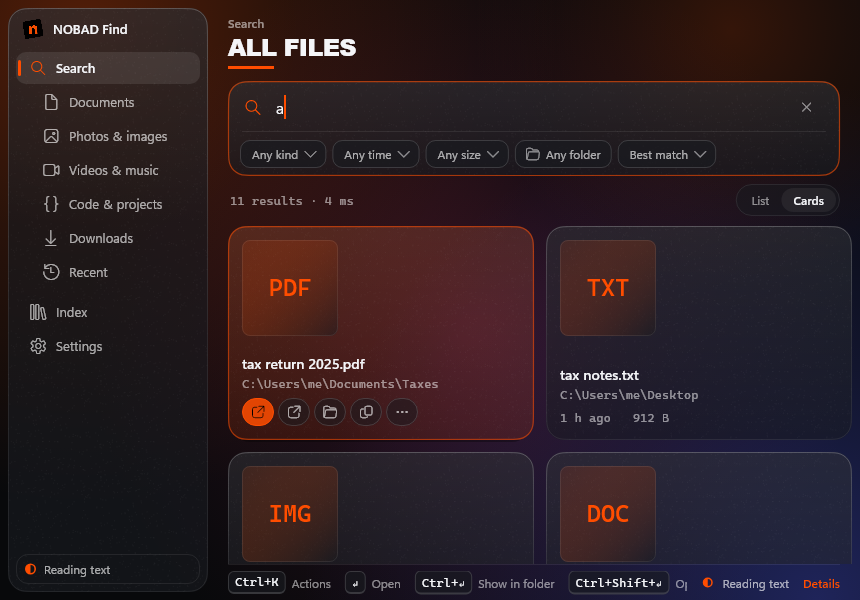 n NOBAD Find
Search
Documents
Photos & images
Videos & music
Code & projects
Downloads
Recent
Index
Settings
Reading text
Search
ALL FILES
a
Any kind Any time Any size Any folder Best match
11 results · 4 ms
List Cards
PDF
tax return 2025.pdf
C:\Users\me\Documents\Taxes
TXT
tax notes.txt
C:\Users\me\Desktop
1 h ago 912 B
IMG
DOC
Ctrl+K Actions ↲ Open Ctrl+↲ Show in folder Ctrl+Shift+↲ Reading text Details